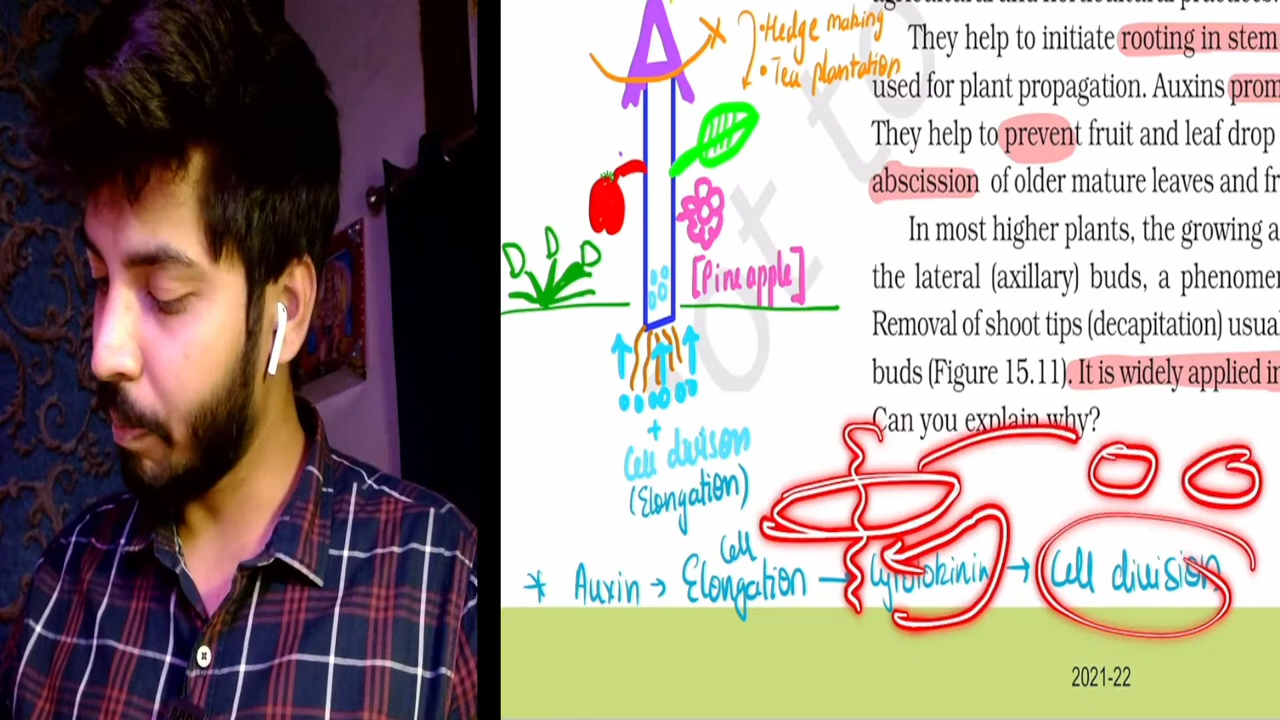 They help to initiate rooting in stem
used for plant propagation. Auxins prom
They help to prevent fruit and leaf drop
abscission of older mature leaves and fr
In most higher plants, the growing a
the lateral (axillary) buds, a phenomen
Removal of shoot tips (decapitation) usua
buds (Figure 15.11). It is widely applied in
Can you explain why?
• Hedge making
• Tea plantation
D D D
[Pineapple]
+
Cell divison
(Elongation)
* Auxin → Cell Elongation → Cytotokinin → Cell division
2021-22